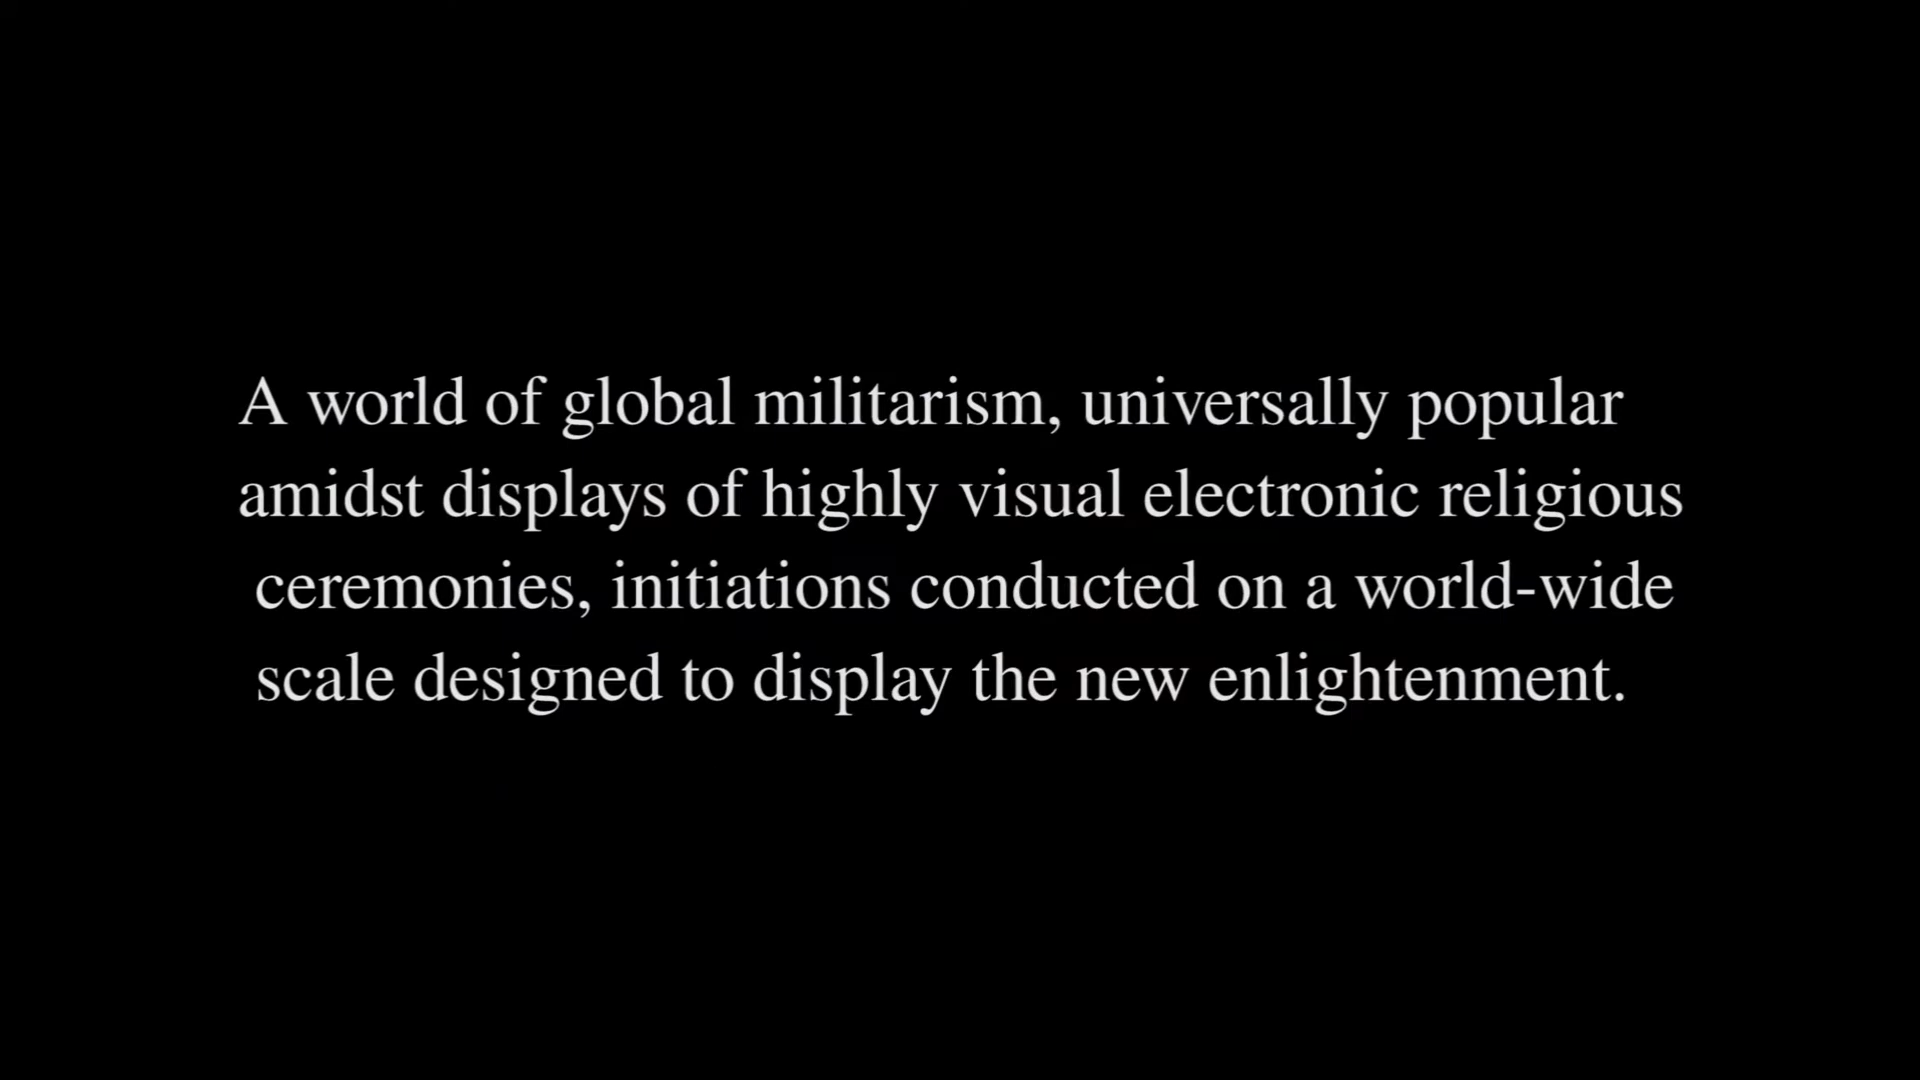 A world of global militarism, universally popular
amidst displays of highly visual electronic religious
ceremonies, initiations conducted on a world-wide
scale designed to display the new enlightenment.